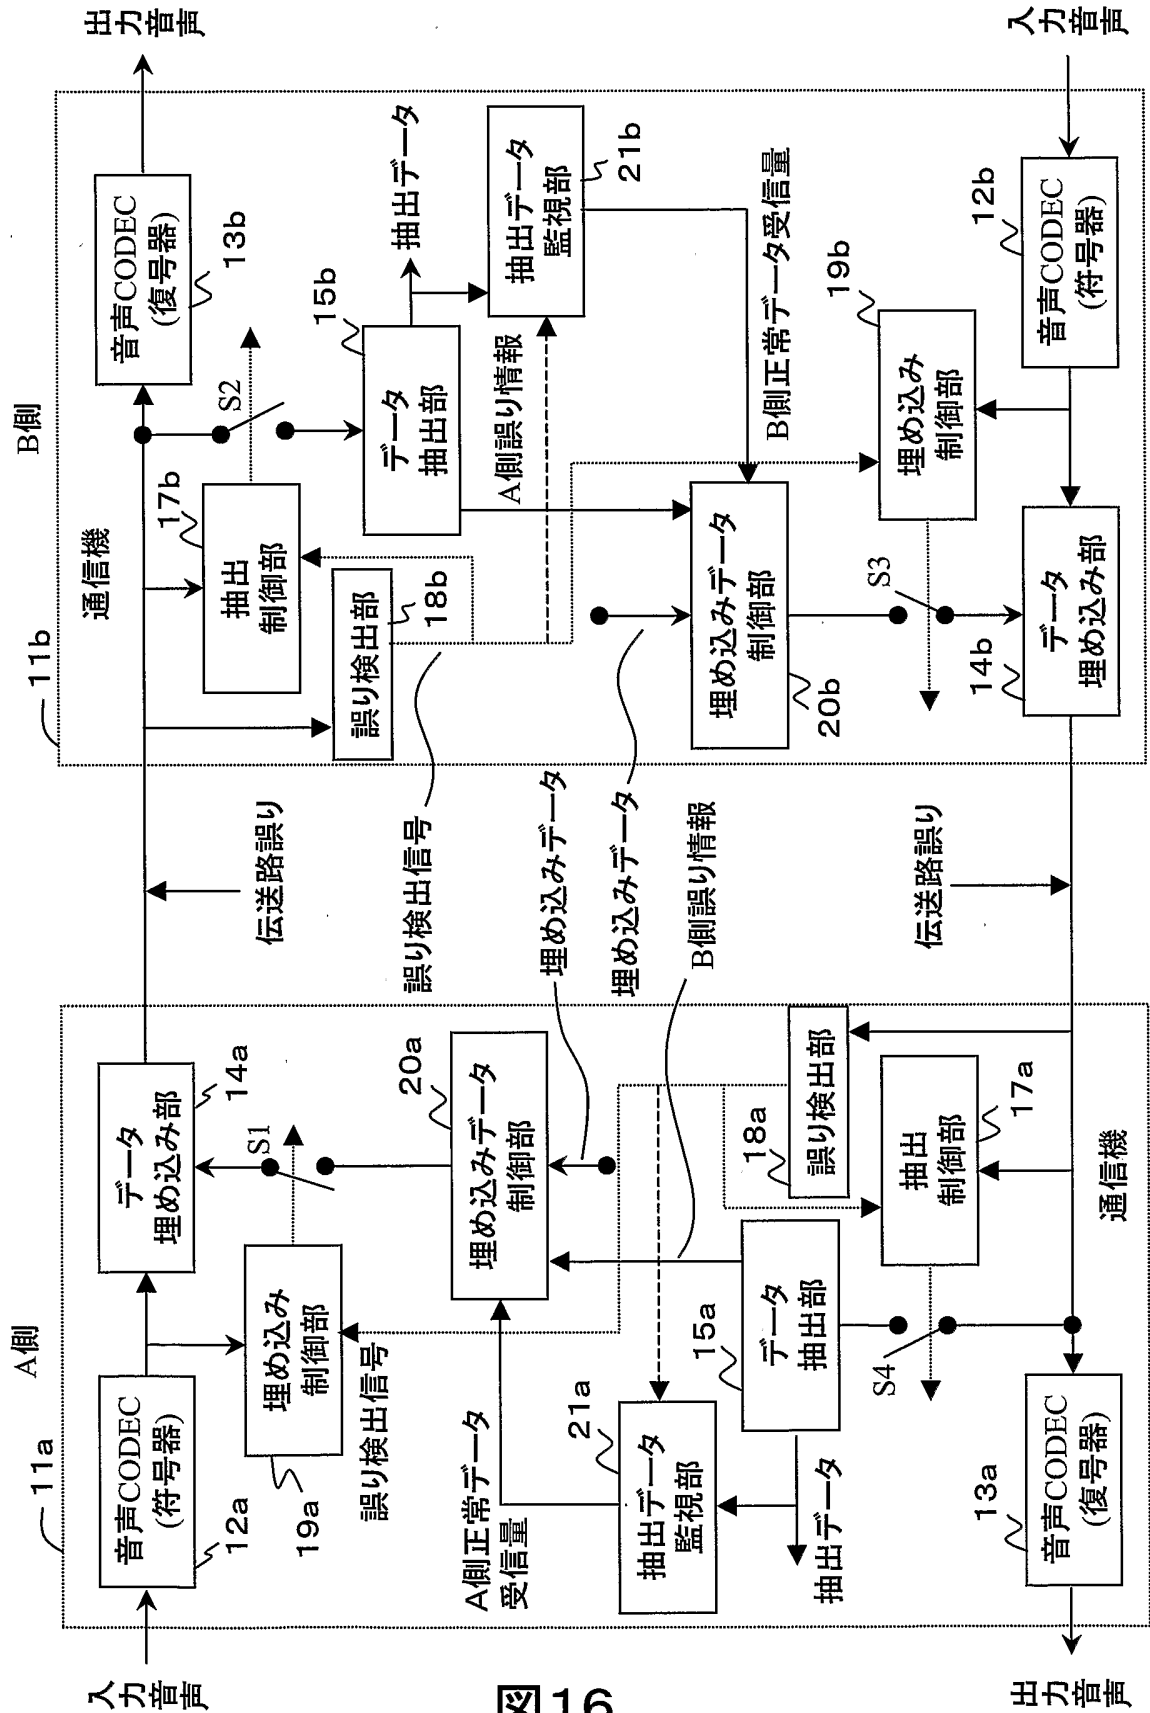 図16
A側
11a
入力
音声
音声CODEC
(符号器)
12a
データ
埋め込み部
14a
埋め込み
制御部
19a
S1
誤り検出信号
A側正常データ
受信量
埋め込みデータ
制御部
20a
抽出データ
監視部
21a
抽出データ
データ
抽出部
15a
誤り検出部
18a
抽出
制御部
17a
S4
音声CODEC
(復号器)
13a
出力
音声
通信機
伝送路誤り
誤り検出信号
埋め込みデータ
埋め込みデータ
B側誤り情報
伝送路誤り
B側
11b
通信機
音声CODEC
(復号器)
13b
出力
音声
抽出
制御部
17b
S2
誤り検出部
18b
データ
抽出部
15b
抽出データ
A側誤り情報
抽出データ
監視部
21b
B側正常データ受信量
埋め込みデータ
制御部
20b
埋め込み
制御部
19b
S3
データ
埋め込み部
14b
音声CODEC
(符号器)
12b
入力
音声